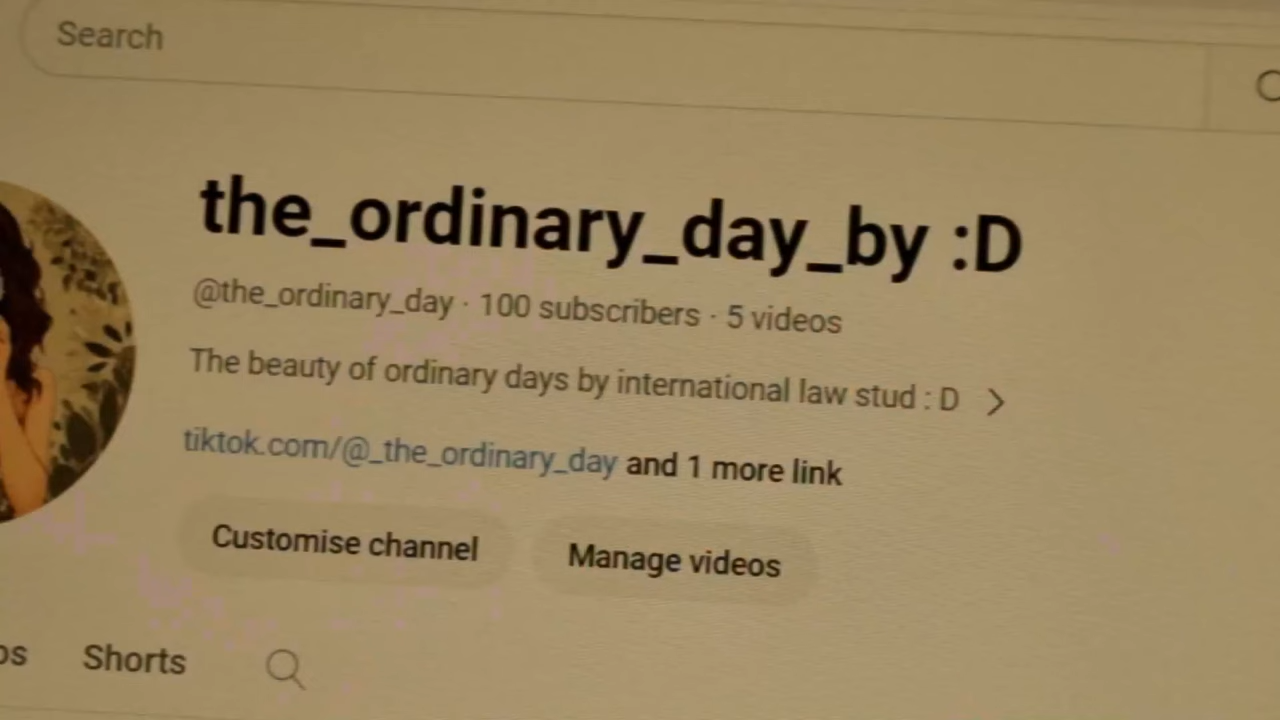 Search
the_ordinary_day_by :D
@the_ordinary_day · 100 subscribers · 5 videos
The beauty of ordinary days by international law stud : D
tiktok.com/@_the_ordinary_day and 1 more link
Customise channel Manage videos
Shorts